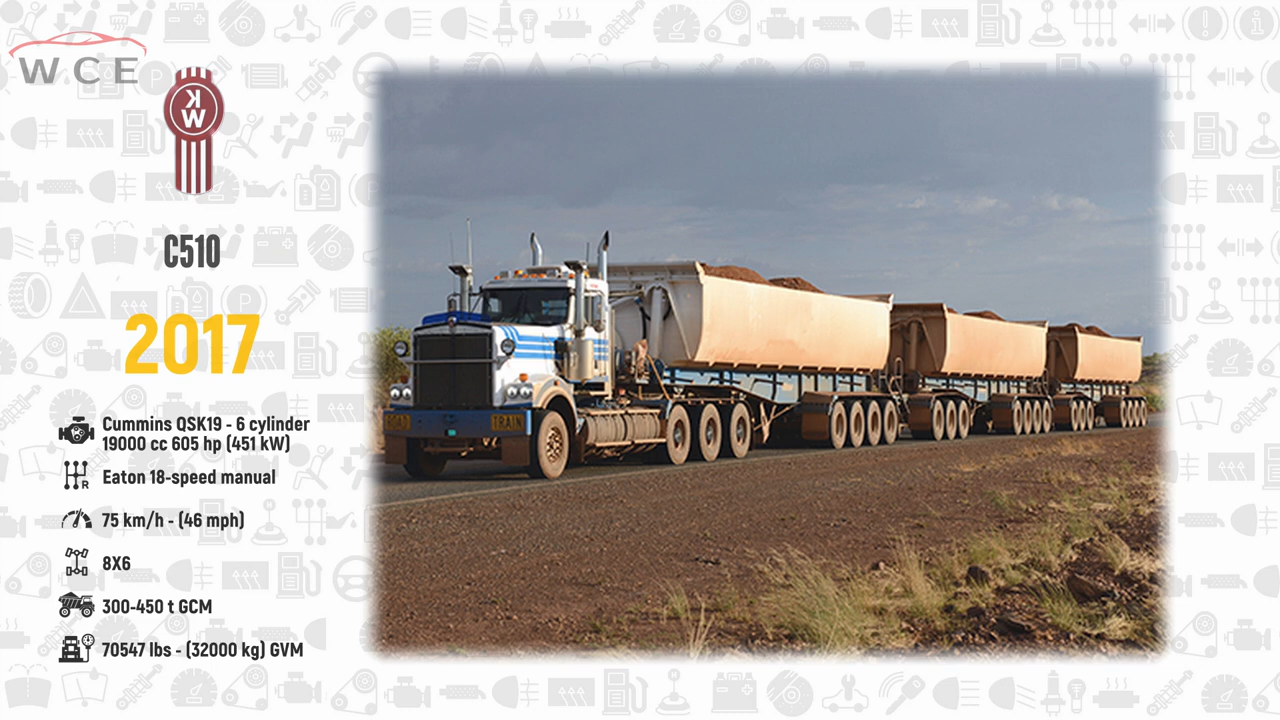 WCE
KW
C510
2017
Cummins QSK19 - 6 cylinder
19000 cc 605 hp (451 kW)
R
Eaton 18-speed manual
75 km/h - (46 mph)
8X6
300-450 t GCM
70547 lbs - (32000 kg) GVM
ROAD TRAIN